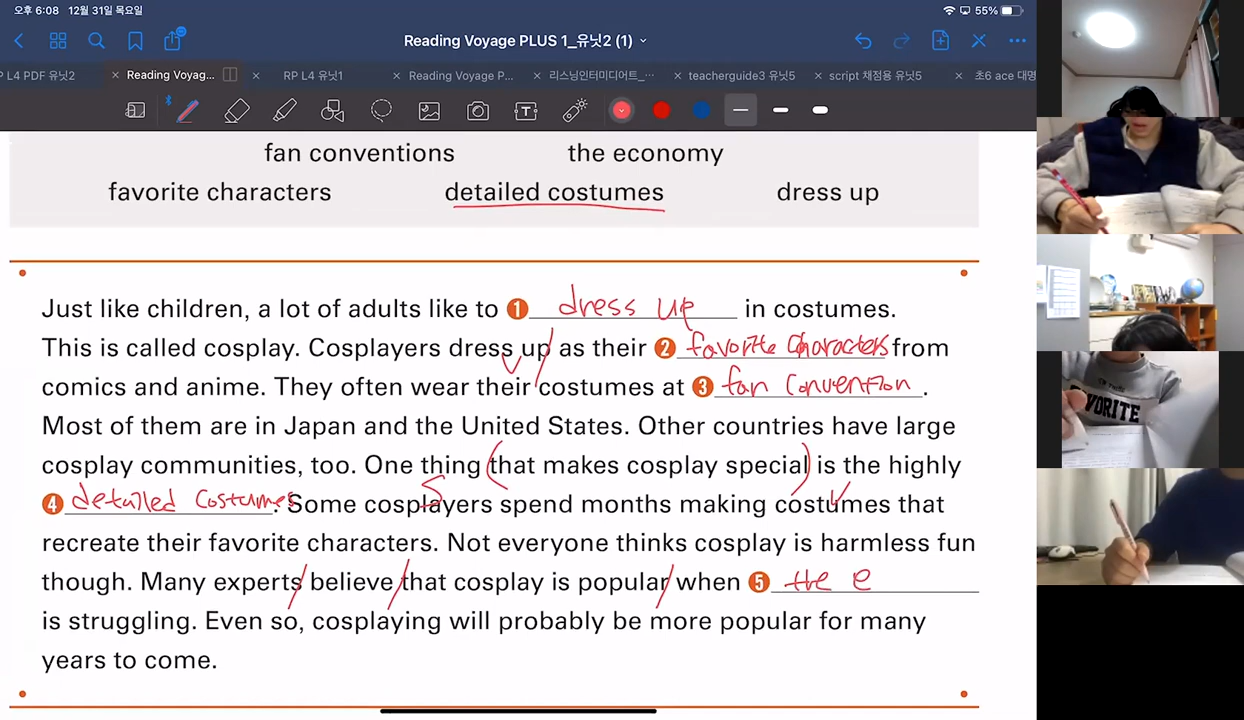 오후 6:08 12월 31일 목요일
55%
Reading Voyage PLUS 1_유닛2 (1)
P L4 PDF 유닛2
Reading Voyag...
RP L4 유닛1
Reading Voyage P...
리스닝인터미디어트_...
teacherguide3 유닛5
script 채점용 유닛5
초6 ace 대명
fan conventions the economy
favorite characters detailed costumes dress up
Just like children, a lot of adults like to 1 dress up in costumes.
This is called cosplay. Cosplayers dress up as their 2 favorite characters from
comics and anime. They often wear their costumes at 3 fan convention.
Most of them are in Japan and the United States. Other countries have large
cosplay communities, too. One thing (that makes cosplay special) is the highly
4 detailed costumes. Some cosplayers spend months making costumes that
S
recreate their favorite characters. Not everyone thinks cosplay is harmless fun
though. Many experts / believe / that cosplay is popular / when 5 the e
is struggling. Even so, cosplaying will probably be more popular for many
years to come.